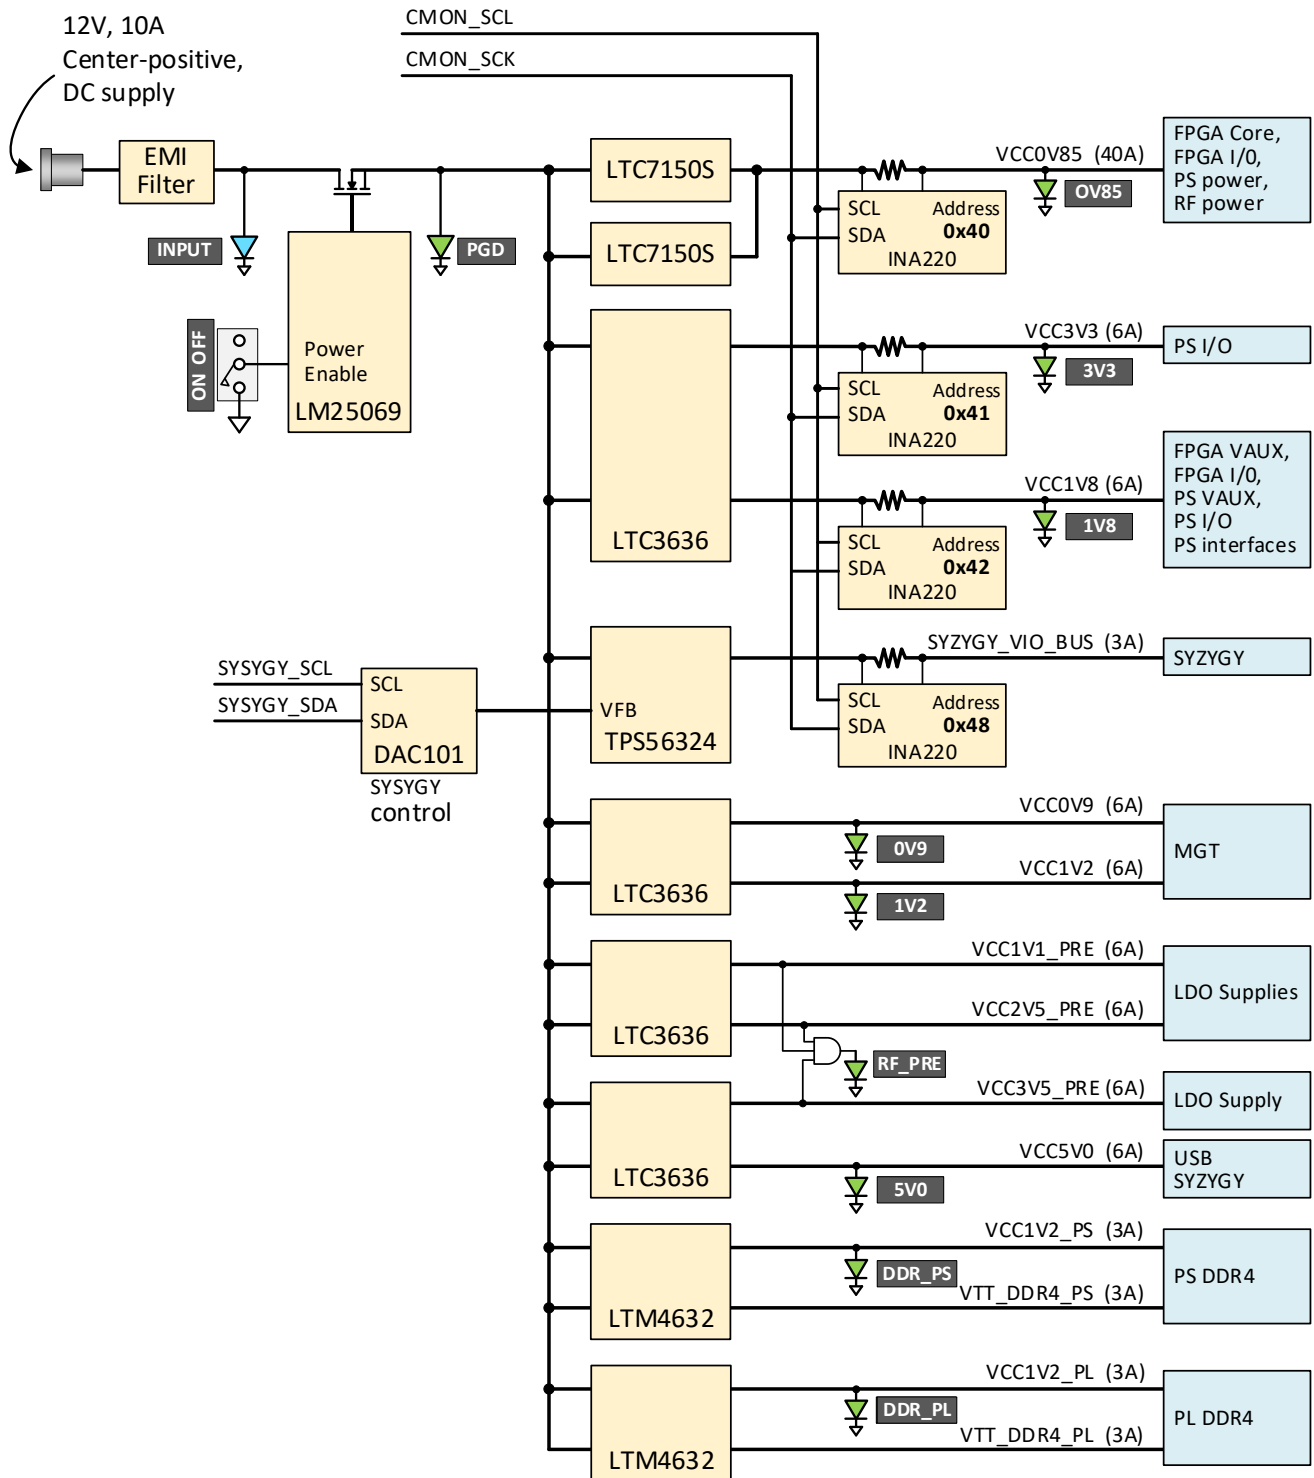 12V, 10A
Center-positive,
DC supply
CMON_SCL
CMON_SCK
EMI
Filter
INPUT
PGD
ON OFF
Power
Enable
LM25069
LTC7150S
LTC7150S
VCC0V85 (40A)
OV85
SCL
SDA
Address
0x40
INA220
FPGA Core,
FPGA I/0,
PS power,
RF power
LTC3636
VCC3V3 (6A)
3V3
SCL
SDA
Address
0x41
INA220
PS I/O
VCC1V8 (6A)
1V8
SCL
SDA
Address
0x42
INA220
FPGA VAUX,
FPGA I/0,
PS VAUX,
PS I/O
PS interfaces
SYSYGY_SCL
SYSYGY_SDA
SCL
SDA
DAC101
SYSYGY
control
VFB
TPS56324
SYZYGY_VIO_BUS (3A)
SCL
SDA
Address
0x48
INA220
SYZYGY
LTC3636
VCC0V9 (6A)
0V9
VCC1V2 (6A)
1V2
MGT
LTC3636
VCC1V1_PRE (6A)
VCC2V5_PRE (6A)
RF_PRE
LDO Supplies
LTC3636
VCC3V5_PRE (6A)
LDO Supply
VCC5V0 (6A)
5V0
USB
SYZYGY
LTM4632
VCC1V2_PS (3A)
DDR_PS
VTT_DDR4_PS (3A)
PS DDR4
LTM4632
VCC1V2_PL (3A)
DDR_PL
VTT_DDR4_PL (3A)
PL DDR4